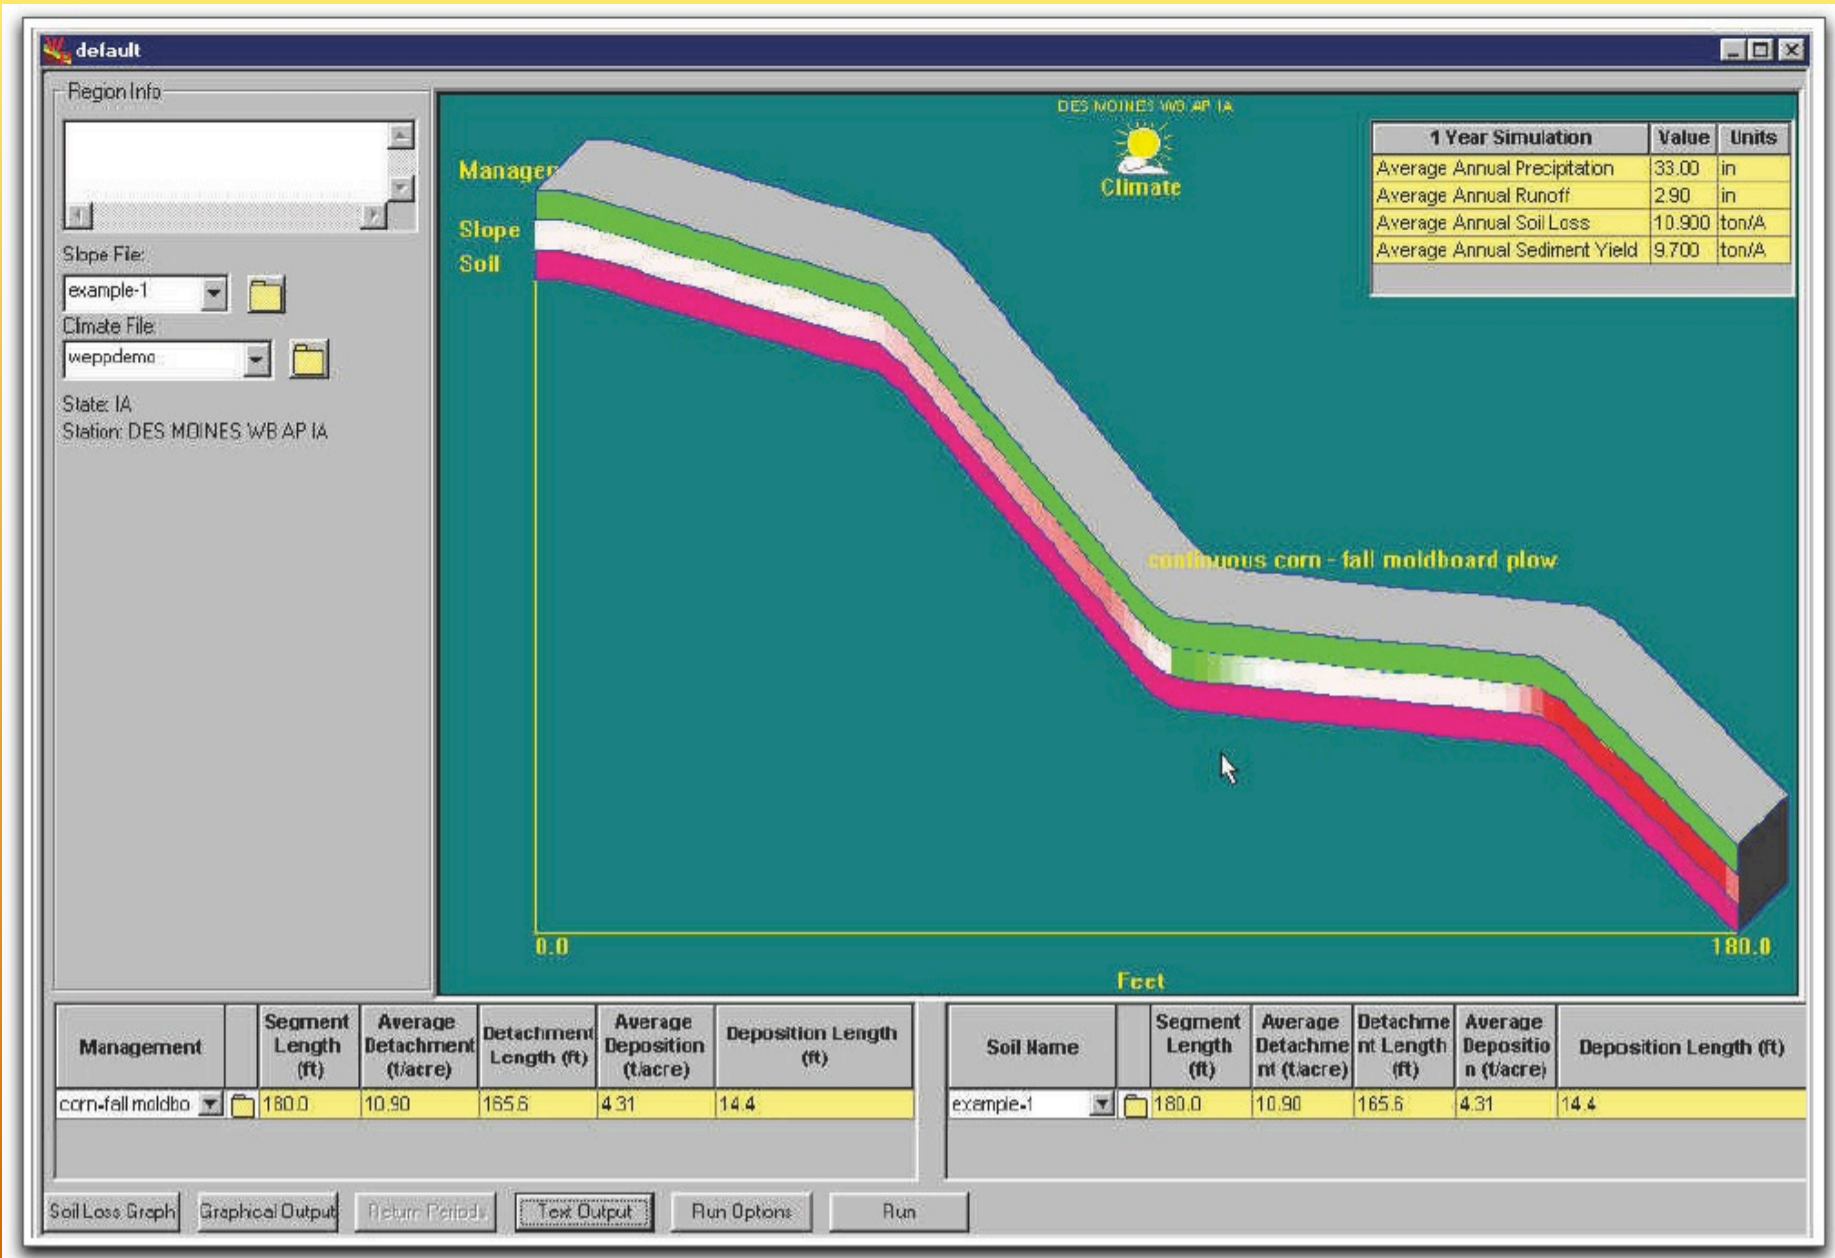 default
Region Info
Slope File:
example-1
Climate File:
weppdemo
State: IA
Station: DES MOINES WB AP IA
DES MOINES WB AP IA
Climate
Manager
Slope
Soil
1 Year Simulation Value Units
Average Annual Precipitation 33.00 in
Average Annual Runoff 2.90 in
Average Annual Soil Loss 10.900 ton/A
Average Annual Sediment Yield 9.700 ton/A
continuous corn - fall moldboard plow
0.0
180.0
Feet
Management
Segment Length (ft)
Average Detachment (t/acre)
Detachment Length (ft)
Average Deposition (t/acre)
Deposition Length (ft)
corn-fall moldbo 180.0 10.90 165.6 4.31 14.4
Soil Name
Segment Length (ft)
Average Detachme nt (t/acre)
Detachme nt Length (ft)
Average Depositio n (t/acre)
Deposition Length (ft)
example-1 180.0 10.90 165.6 4.31 14.4
Soil Loss Graph
Graphical Output
Return Periods
Text Output
Run Options
Run